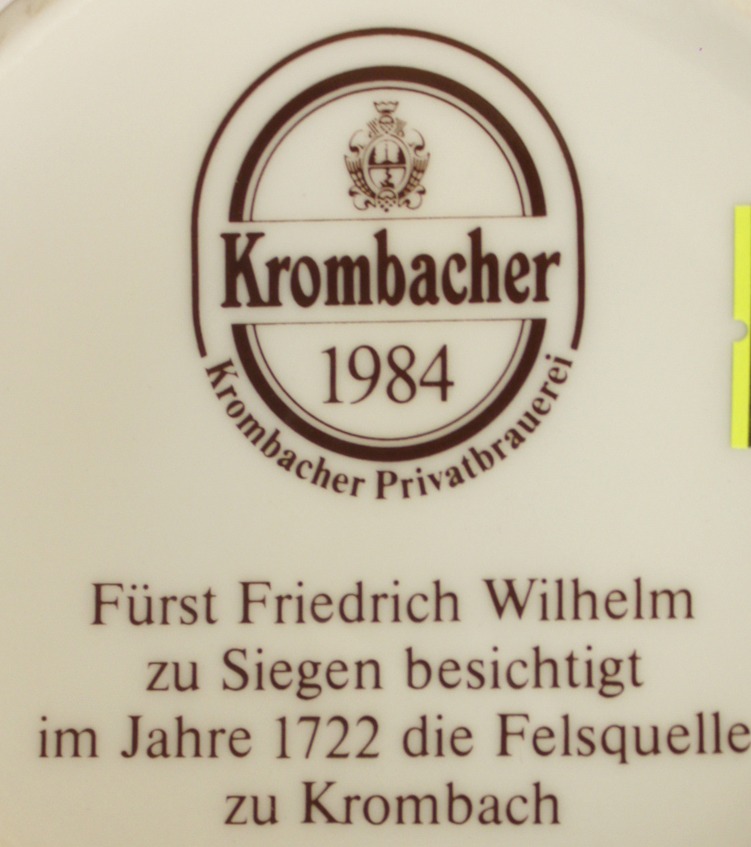 Krombacher
1984
Krombacher Privatbrauerei
Fürst Friedrich Wilhelm
zu Siegen besichtigt
im Jahre 1722 die Felsquelle
zu Krombach